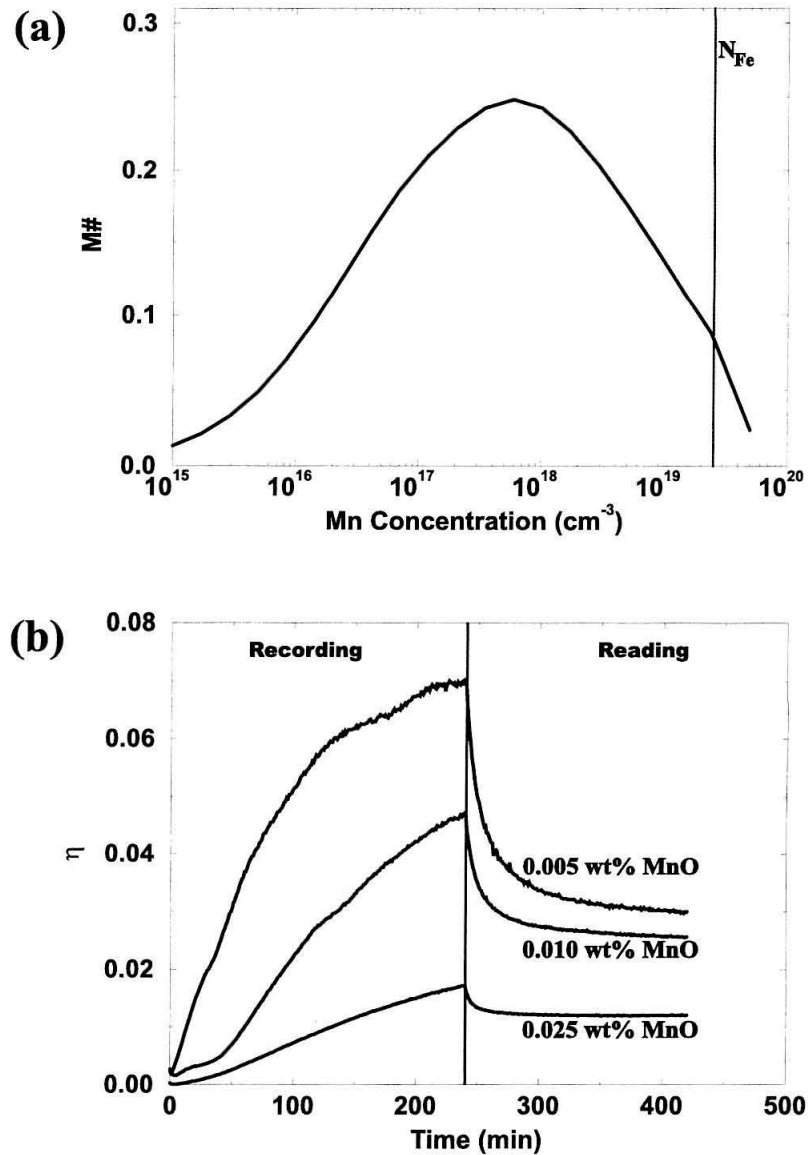 (a)
0.3
0.2
0.1
0.0
M#
N_Fe
10^15 10^16 10^17 10^18 10^19 10^20
Mn Concentration (cm^-3)
(b)
0.08
0.06
0.04
0.02
0.00
η
Recording
Reading
0.005 wt% MnO
0.010 wt% MnO
0.025 wt% MnO
0 100 200 300 400 500
Time (min)